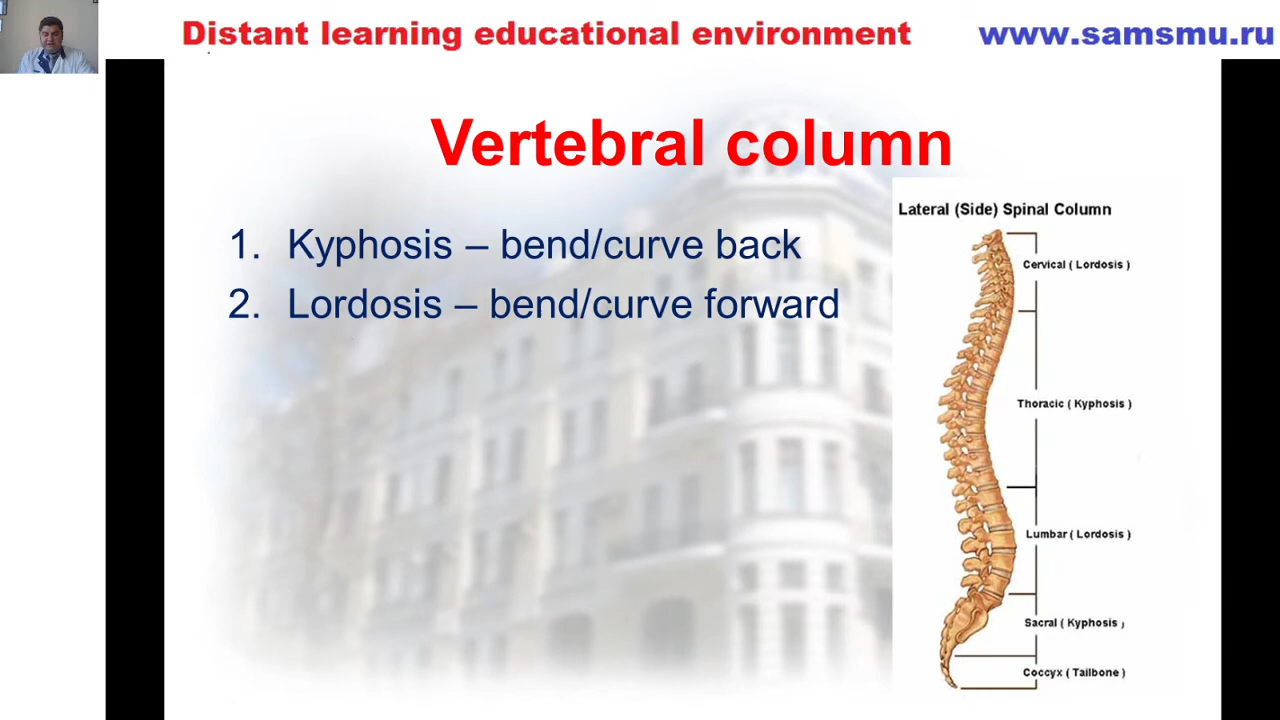 Distant learning educational environment
www.samsmu.ru
Vertebral column
1. Kyphosis – bend/curve back
2. Lordosis – bend/curve forward
Lateral (Side) Spinal Column
Cervical ( Lordosis )
Thoracic ( Kyphosis )
Lumbar ( Lordosis )
Sacral ( Kyphosis )
Coccyx ( Tailbone )